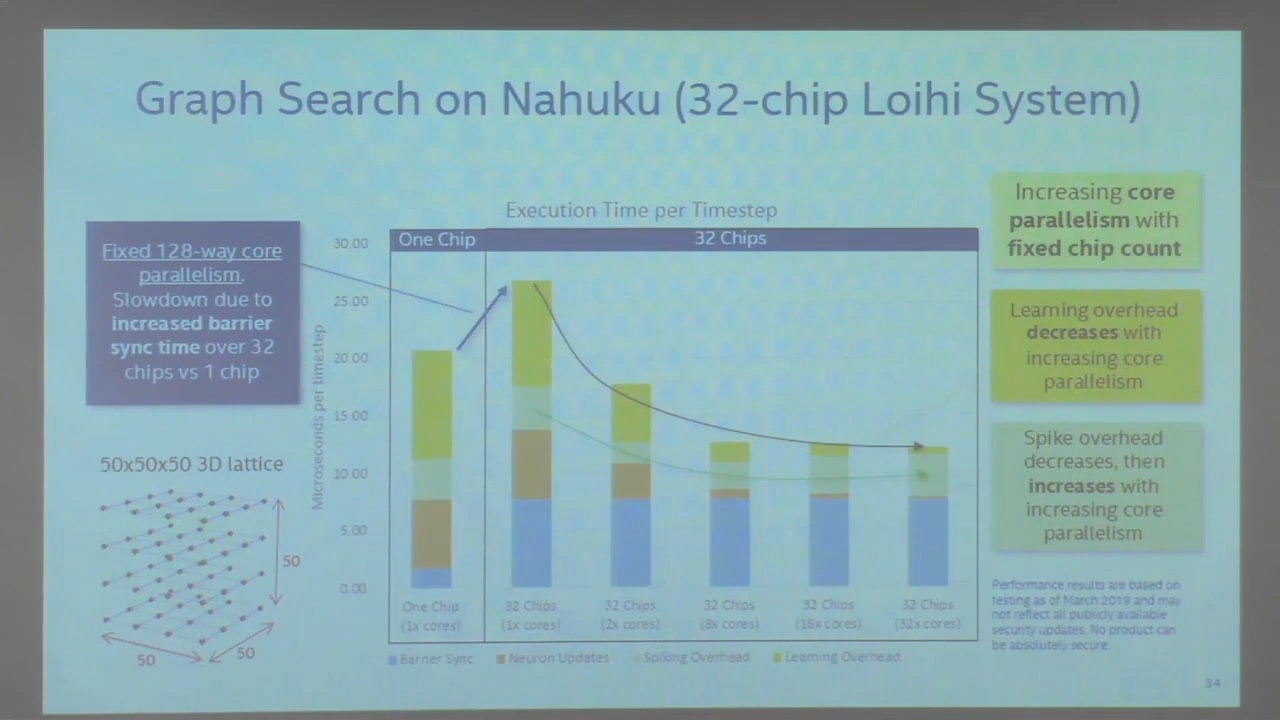 Graph Search on Nahuku (32-chip Loihi System)
Fixed 128-way core
parallelism.
Slowdown due to
increased barrier
sync time over 32
chips vs 1 chip
50x50x50 3D lattice
50
50
50
Execution Time per Timestep
One Chip
32 Chips
Microseconds per timestep
30.00
25.00
20.00
15.00
10.00
5.00
0.00
One Chip
(1x cores)
32 Chips
(1x cores)
32 Chips
(2x cores)
32 Chips
(8x cores)
32 Chips
(16x cores)
32 Chips
(32x cores)
Barrier Sync
Neuron Updates
Spiking Overhead
Learning Overhead
Increasing core
parallelism with
fixed chip count
Learning overhead
decreases with
increasing core
parallelism
Spike overhead
decreases, then
increases with
increasing core
parallelism
Performance results are based on
testing as of March 2019 and may
not reflect all publicly available
security updates. No product can
be absolutely secure.
34